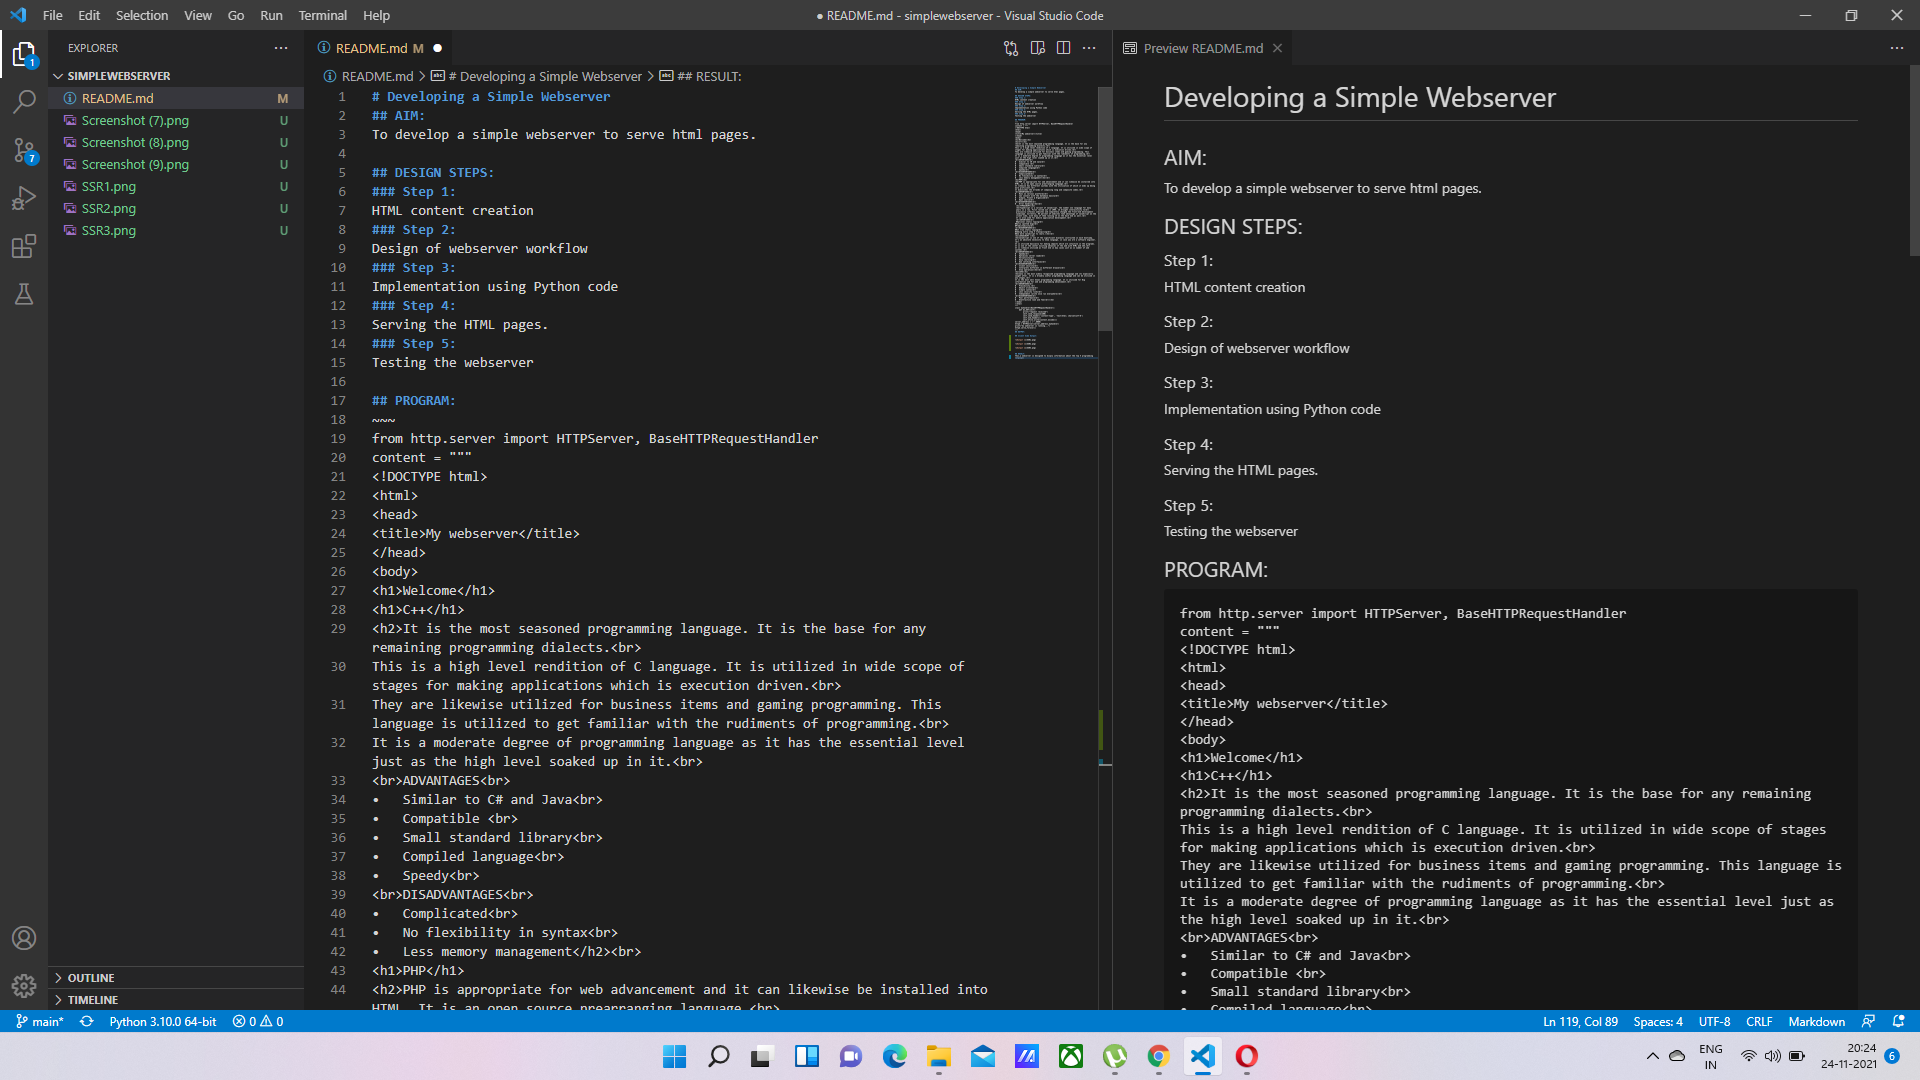 File Edit Selection View Go Run Terminal Help
● README.md - simplewebserver - Visual Studio Code
EXPLORER
SIMPLEWEBSERVER
README.md M
Screenshot (7).png U
Screenshot (8).png U
Screenshot (9).png U
SSR1.png U
SSR2.png U
SSR3.png U
OUTLINE
TIMELINE
1
7
README.md M ●
README.md > # Developing a Simple Webserver > ## RESULT:
1 # Developing a Simple Webserver
2 ## AIM:
3 To develop a simple webserver to serve html pages.
4
5 ## DESIGN STEPS:
6 ### Step 1:
7 HTML content creation
8 ### Step 2:
9 Design of webserver workflow
10 ### Step 3:
11 Implementation using Python code
12 ### Step 4:
13 Serving the HTML pages.
14 ### Step 5:
15 Testing the webserver
16
17 ## PROGRAM:
18 ~~~
19 from http.server import HTTPServer, BaseHTTPRequestHandler
20 content = """
21 <!DOCTYPE html>
22 <html>
23 <head>
24 <title>My webserver</title>
25 </head>
26 <body>
27 <h1>Welcome</h1>
28 <h1>C++</h1>
29 <h2>It is the most seasoned programming language. It is the base for any
remaining programming dialects.<br>
30 This is a high level rendition of C language. It is utilized in wide scope of
stages for making applications which is execution driven.<br>
31 They are likewise utilized for business items and gaming programming. This
language is utilized to get familiar with the rudiments of programming.<br>
32 It is a moderate degree of programming language as it has the essential level
just as the high level soaked up in it.<br>
33 <br>ADVANTAGES<br>
34 • Similar to C# and Java<br>
35 • Compatible <br>
36 • Small standard library<br>
37 • Compiled language<br>
38 • Speedy<br>
39 <br>DISADVANTAGES<br>
40 • Complicated<br>
41 • No flexibility in syntax<br>
42 • Less memory management</h2><br>
43 <h1>PHP</h1>
44 <h2>PHP is appropriate for web advancement and it can likewise be installed into
HTML. It is an open source prearranging language.<br>
Preview README.md
Developing a Simple Webserver
AIM:
To develop a simple webserver to serve html pages.
DESIGN STEPS:
Step 1:
HTML content creation
Step 2:
Design of webserver workflow
Step 3:
Implementation using Python code
Step 4:
Serving the HTML pages.
Step 5:
Testing the webserver
PROGRAM:
from http.server import HTTPServer, BaseHTTPRequestHandler
content = """
<!DOCTYPE html>
<html>
<head>
<title>My webserver</title>
</head>
<body>
<h1>Welcome</h1>
<h1>C++</h1>
<h2>It is the most seasoned programming language. It is the base for any remaining
programming dialects.<br>
This is a high level rendition of C language. It is utilized in wide scope of stages
for making applications which is execution driven.<br>
They are likewise utilized for business items and gaming programming. This language is
utilized to get familiar with the rudiments of programming.<br>
It is a moderate degree of programming language as it has the essential level just as
the high level soaked up in it.<br>
<br>ADVANTAGES<br>
• Similar to C# and Java<br>
• Compatible <br>
• Small standard library<br>
• Compiled language<br>
main* Python 3.10.0 64-bit 0 0
Ln 119, Col 89 Spaces: 4 UTF-8 CRLF Markdown
ENG
IN
20:24
24-11-2021
6